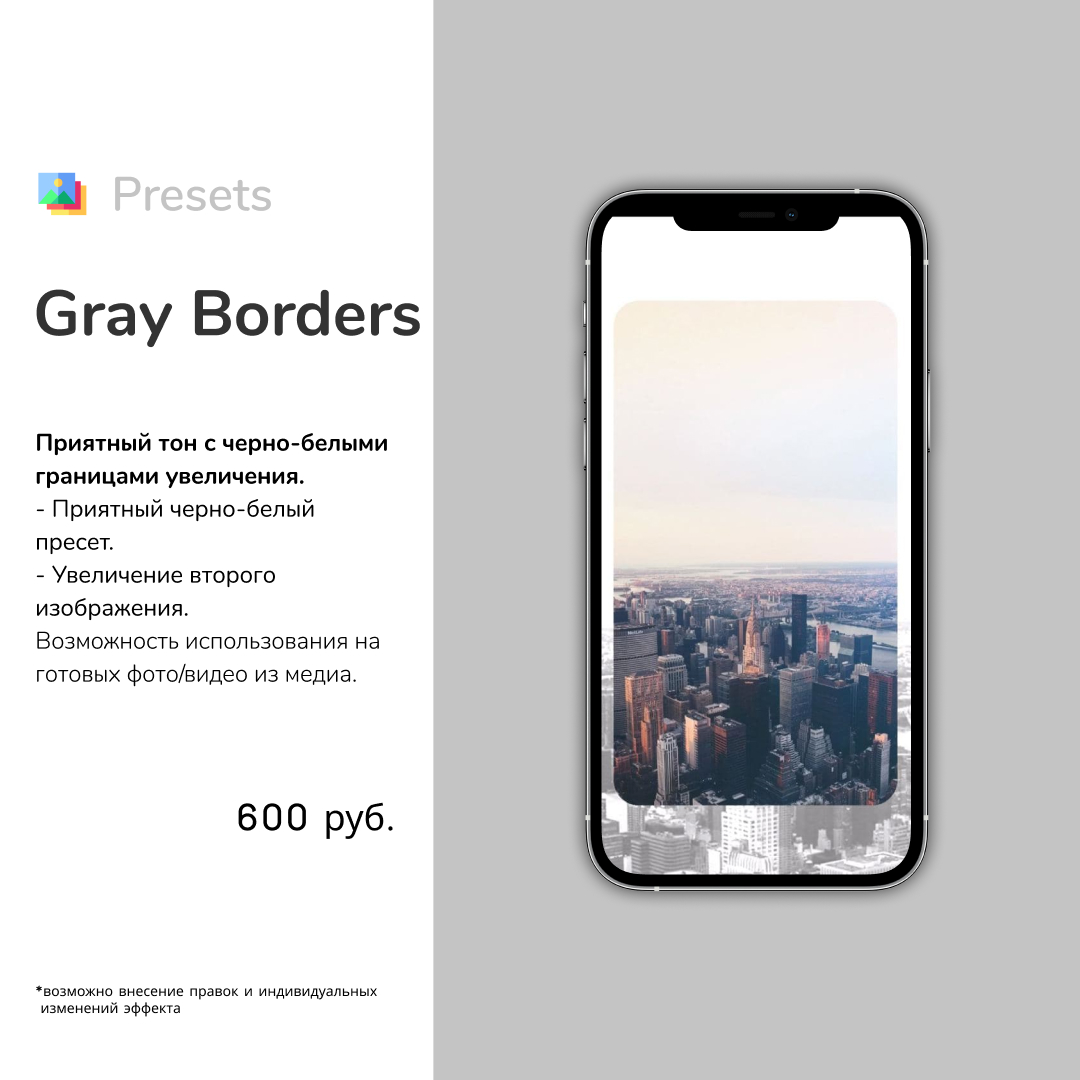 Presets
Gray Borders
Приятный тон с черно-белыми
границами увеличения.
- Приятный черно-белый
пресет.
- Увеличение второго
изображения.
Возможность использования на
готовых фото/видео из медиа.
600 руб.
*возможно внесение правок и индивидуальных
изменений эффекта